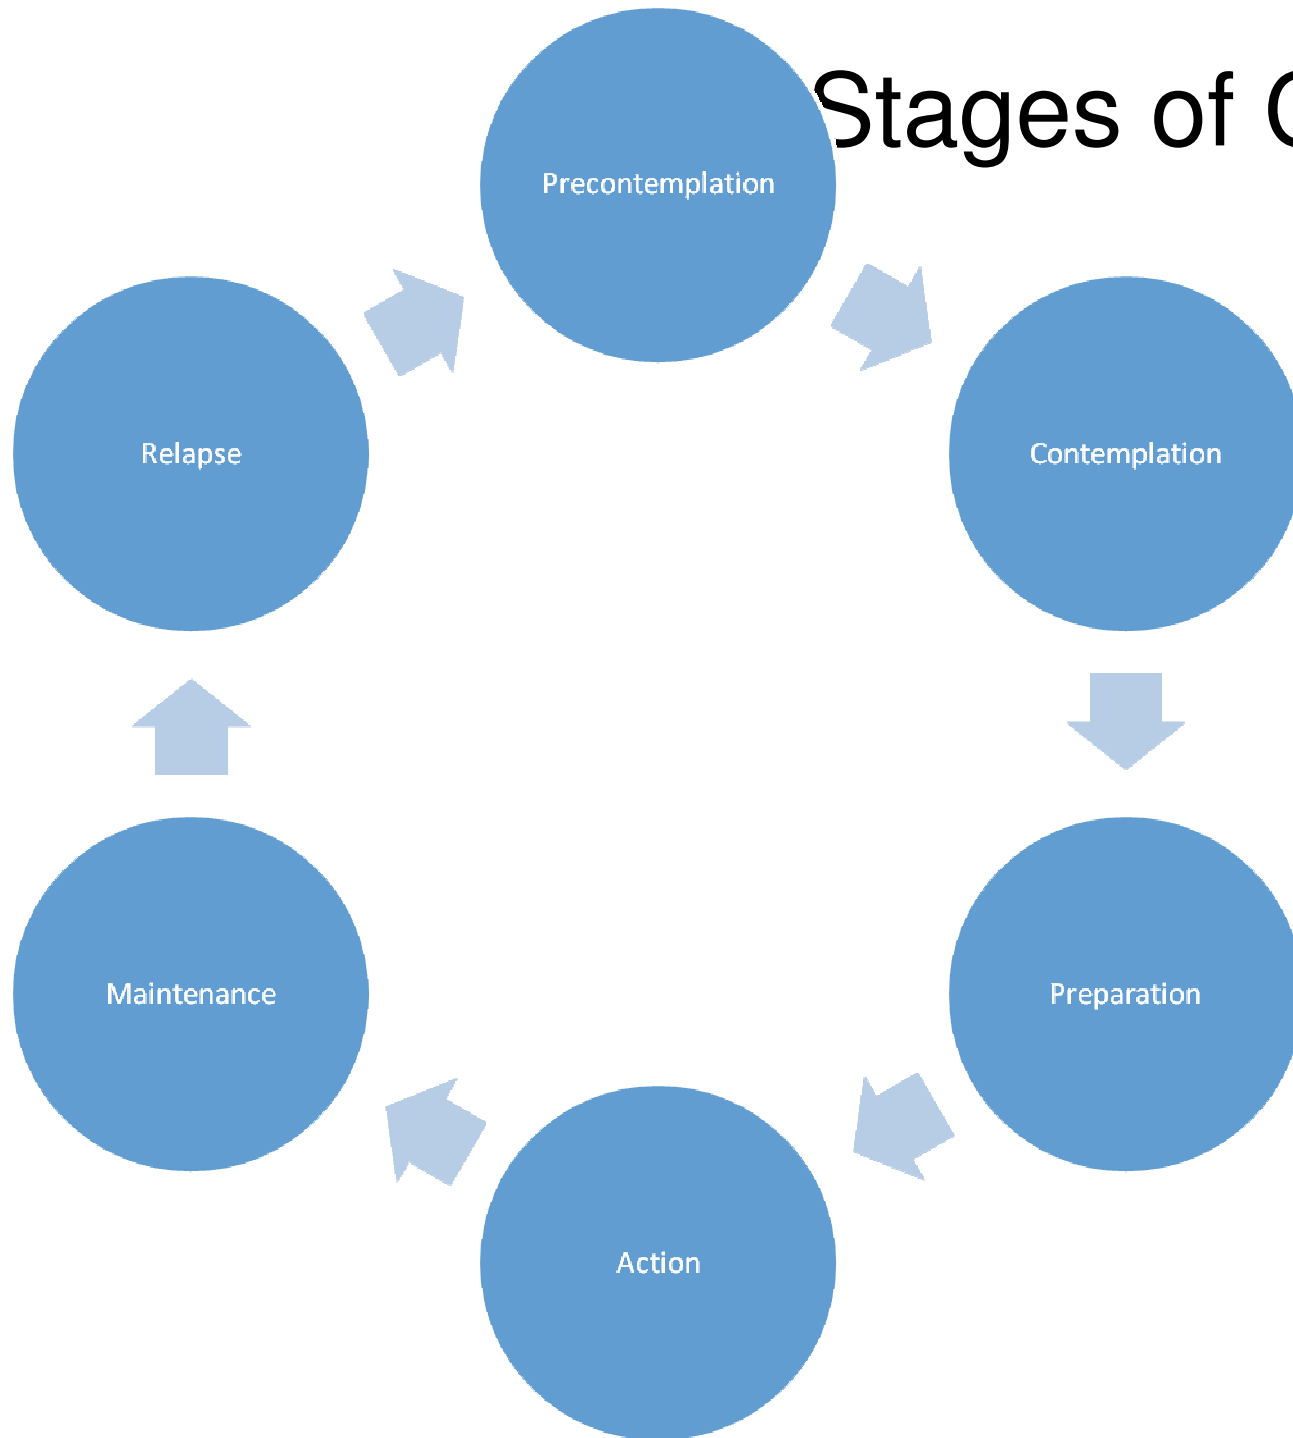 Stages of C
Precontemplation
Contemplation
Preparation
Action
Maintenance
Relapse